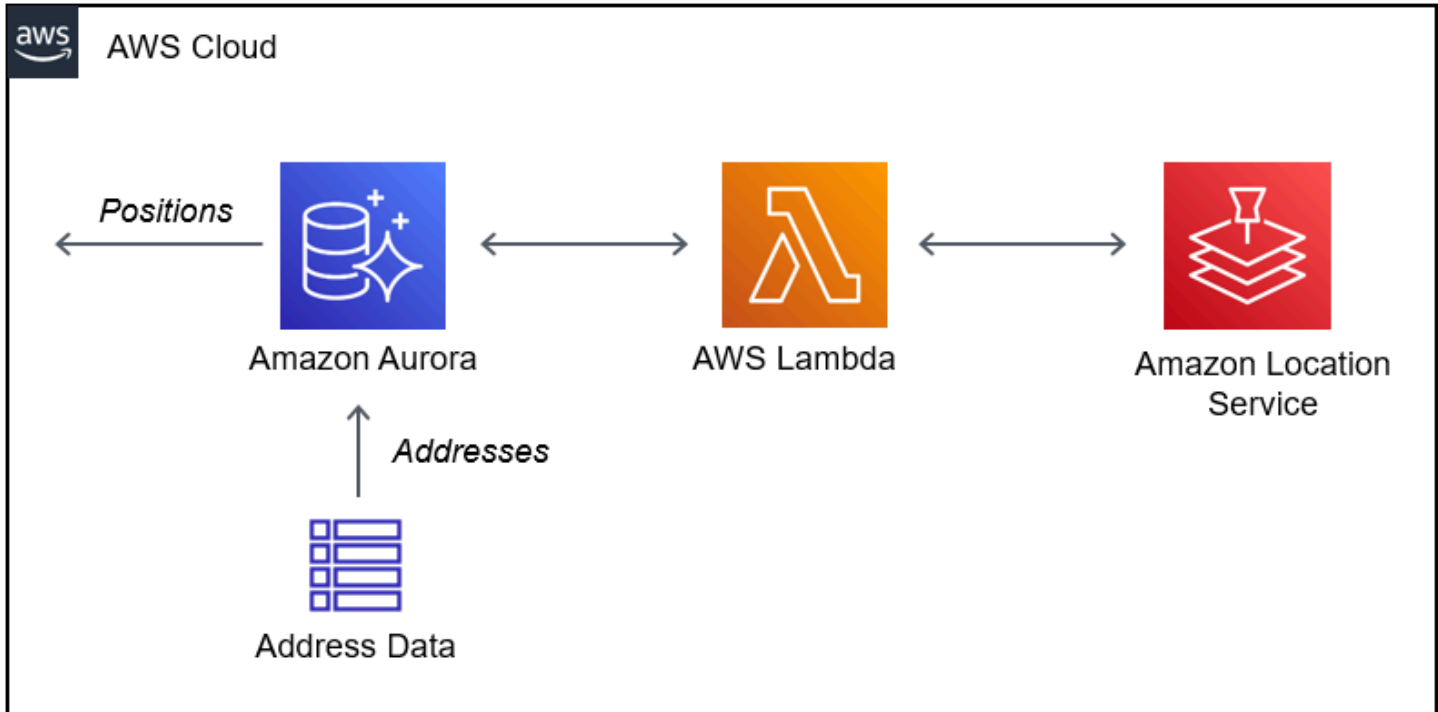 aws
AWS Cloud
Positions
Amazon Aurora
AWS Lambda
Amazon Location
Service
Addresses
Address Data